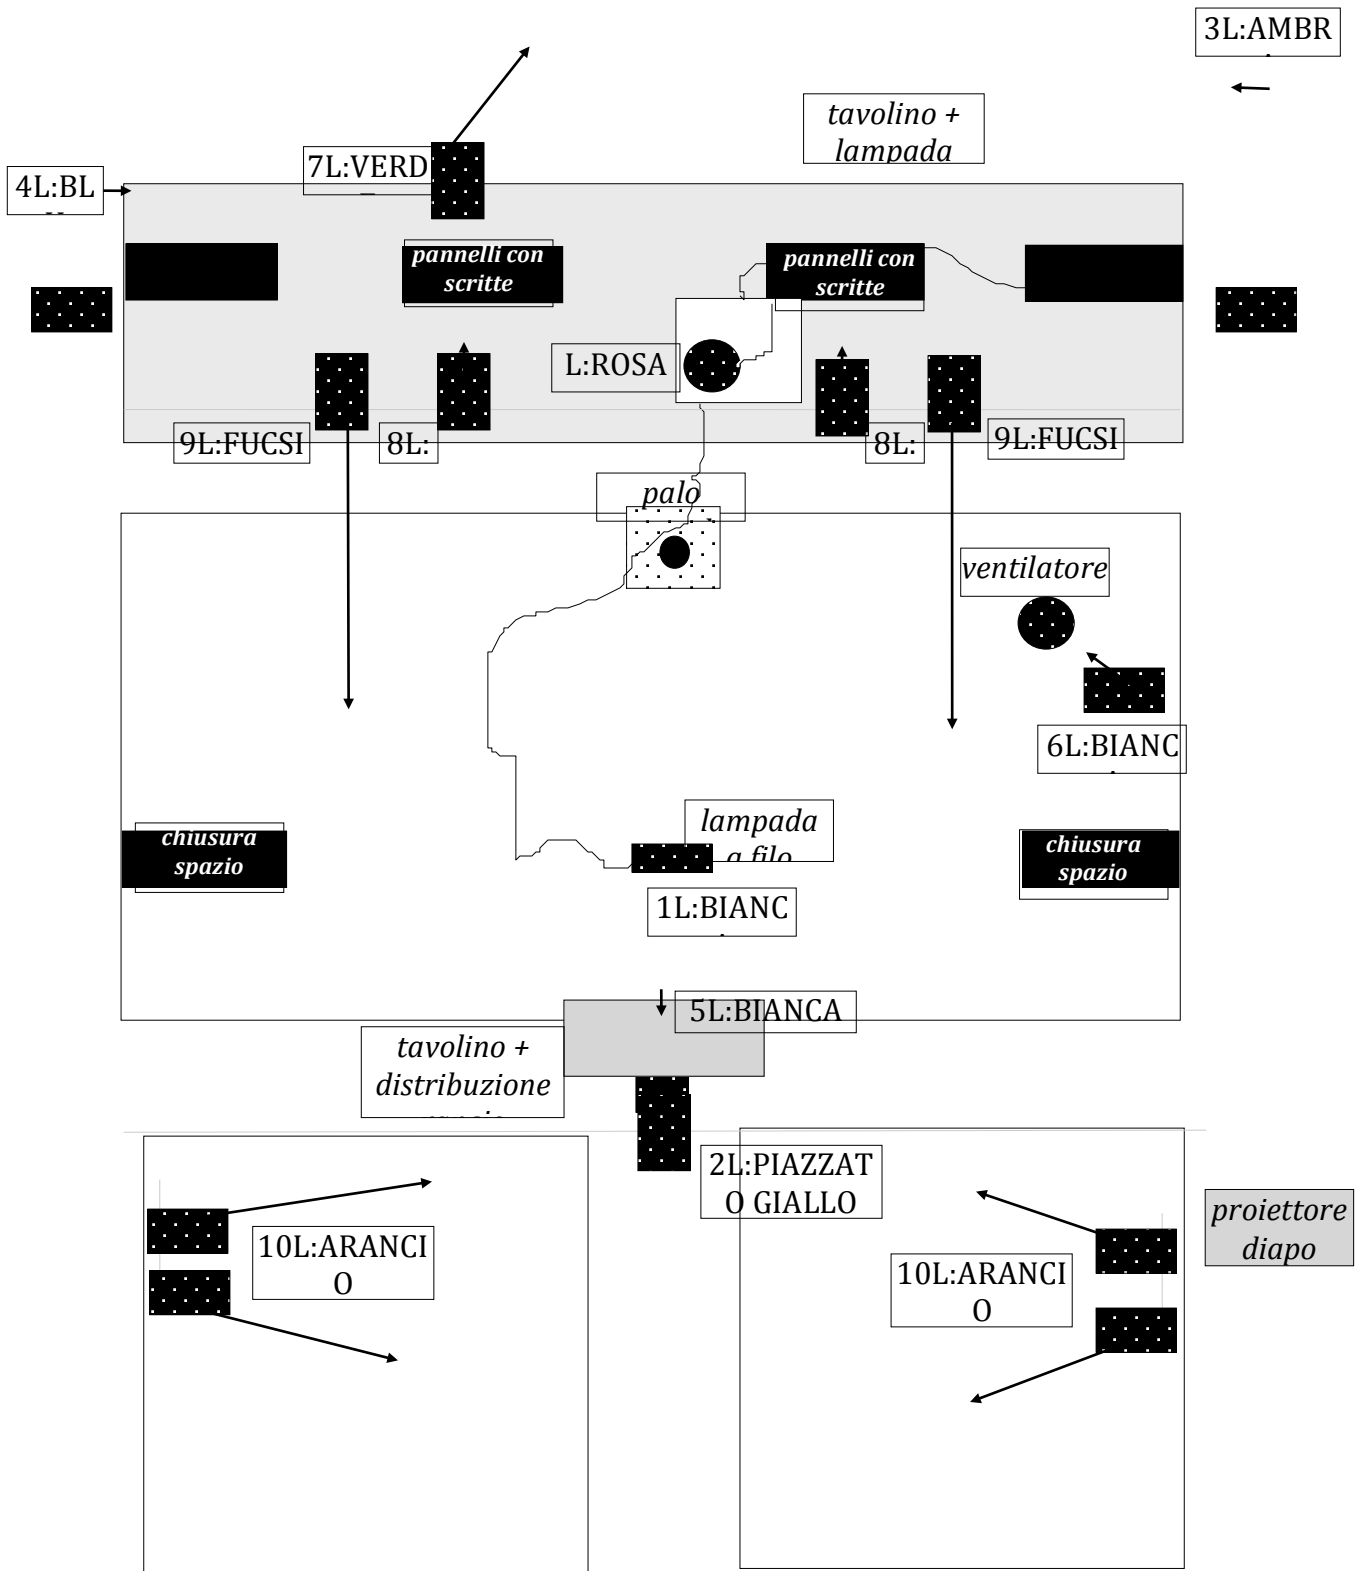 3L:AMBR
tavolino +
lampada
7L:VERD
4L:BL
pannelli con
scritte
pannelli con
scritte
L:ROSA
9L:FUCSI
8L:
8L:
9L:FUCSI
palo
ventilatore
6L:BIANC
lampada
a filo
chiusura
spazio
chiusura
spazio
1L:BIANC
5L:BIANCA
tavolino +
distribuzione
2L:PIAZZAT
O GIALLO
proiettore
diapo
10L:ARANCI
O
10L:ARANCI
O